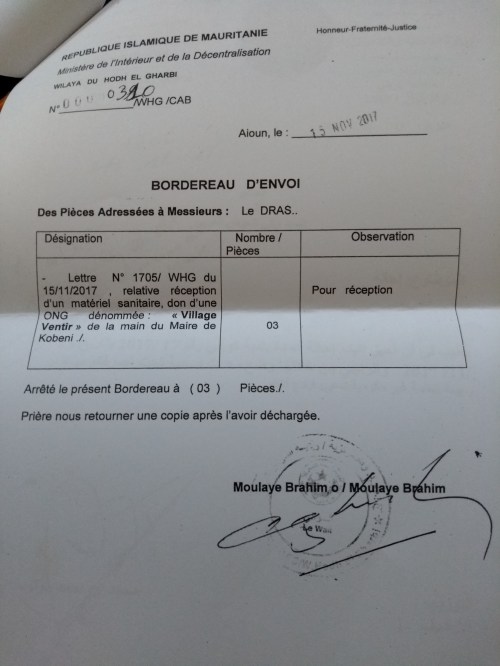 REPUBLIQUE ISLAMIQUE DE MAURITANIE
Honneur-Fraternité-Justice
Ministère de l'Intérieur et de la Décentralisation
WILAYA DU HODH EL GHARBI
N° /WHG /CAB
Aioun, le : 15 NOV 2017
BORDEREAU D'ENVOI
Des Pièces Adressées à Messieurs : Le DRAS..
Désignation
Nombre /
Pièces
Observation
- Lettre N° 1705/ WHG du
15/11/2017 , relative réception
d'un matériel sanitaire, don d'une
ONG dénommée : « Village
Ventir » de la main du Maire de
Kobeni ./.
03
Pour réception
Arrêté le présent Bordereau à ( 03 ) Pièces./.
Prière nous retourner une copie après l'avoir déchargée.
Moulaye Brahim o / Moulaye Brahim
Le Wali